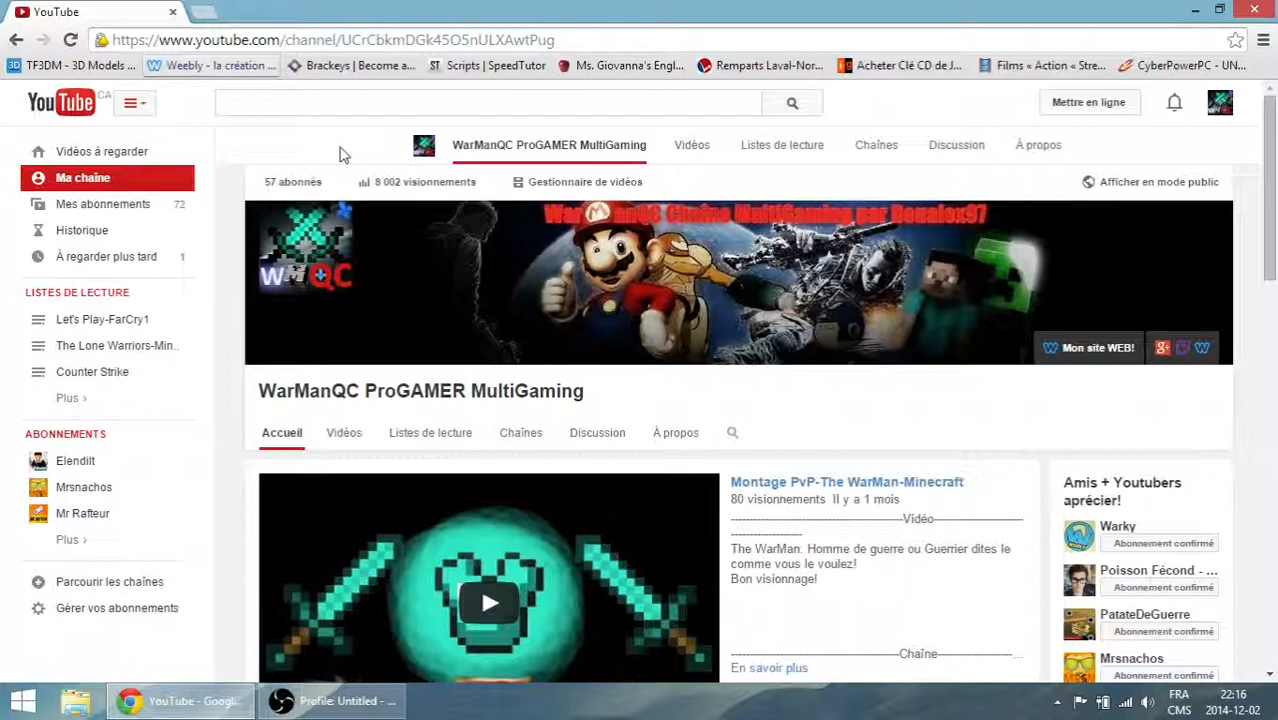 YouTube
https://www.youtube.com/channel/UCrCbkmDGk45O5nULXAwtPug
TF3DM - 3D Models ...
Weebly - la création ...
Brackeys | Become a...
ST Scripts | SpeedTutor
Ms. Giovanna's Engl...
Remparts Laval-Nor...
Acheter Clé CD de J...
Films « Action « Stre...
CyberPowerPC - UN...
YouTube CA
Mettre en ligne
WarManQC ProGAMER MultiGaming
Vidéos
Listes de lecture
Chaînes
Discussion
À propos
Vidéos à regarder
Ma chaîne
Mes abonnements 72
Historique
À regarder plus tard 1
LISTES DE LECTURE
Let's Play-FarCry1
The Lone Warriors-Min..
Counter Strike
Plus ›
ABONNEMENTS
Elendilt
Mrsnachos
Mr Rafteur
Plus ›
Parcourir les chaînes
Gérer vos abonnements
57 abonnés
8 002 visionnements
Gestionnaire de vidéos
Afficher en mode public
WarManQC Chaîne MultiGaming par Doualox97
WMQC
Mon site WEB!
WarManQC ProGAMER MultiGaming
Accueil
Vidéos
Listes de lecture
Chaînes
Discussion
À propos
Montage PvP-The WarMan-Minecraft
80 visionnements Il y a 1 mois
--------------------------------------Vidéo--------------------------------
------------------
The WarMan: Homme de guerre ou Guerrier dites le
comme vous le voulez!
Bon visionnage!
-------------------------------------Chaîne----------------------...
En savoir plus
Amis + Youtubers
aprécier!
Warky
Abonnement confirmé
Poisson Fécond - ...
Abonnement confirmé
PatateDeGuerre
Abonnement confirmé
Mrsnachos
Abonnement confirmé
YouTube - Googl...
Profile: Untitled - ...
FRA
CMS
22:16
2014-12-02